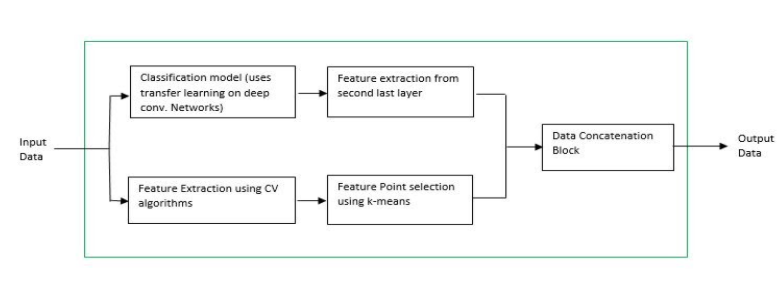 Classification model (uses
transfer learning on deep
conv. Networks)
Feature extraction from
second last layer
Input
Data
Data Concatenation
Block
Output
Data
Feature Extraction using CV
algorithms
Feature Point selection
using k-means